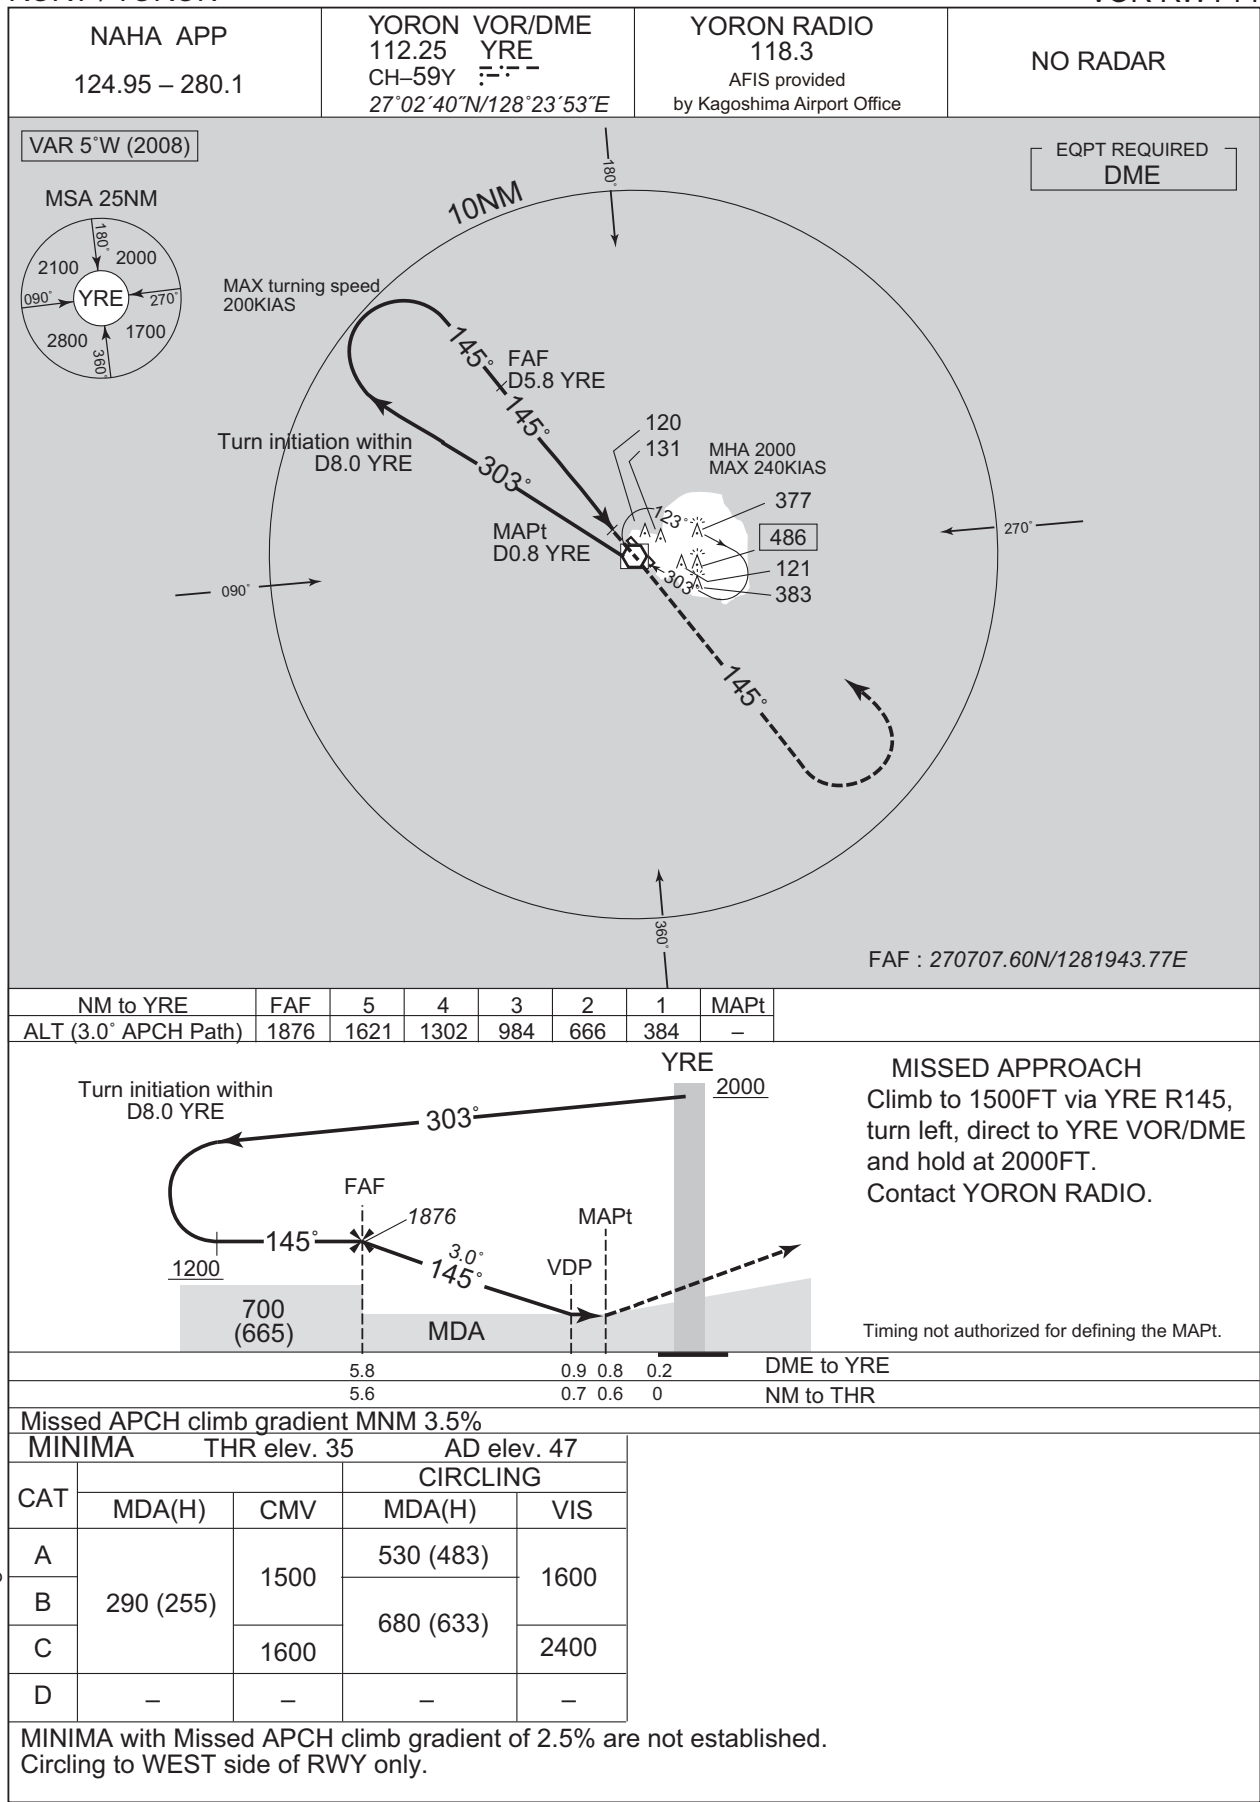 NAHA APP
124.95 – 280.1
YORON VOR/DME
112.25 YRE
CH–59Y
27°02´40˝N/128°23´53˝E
YORON RADIO
118.3
AFIS provided
by Kagoshima Airport Office
NO RADAR
VAR 5˚W (2008)
EQPT REQUIRED
DME
MSA 25NM
180˚
2100
2000
090˚
YRE
270˚
2800
1700
360˚
180˚
10NM
MAX turning speed
200KIAS
145˚
FAF
D5.8 YRE
145˚
Turn initiation within
D8.0 YRE
303˚
120
131
MHA 2000
MAX 240KIAS
377
123˚
486
MAPt
D0.8 YRE
121
303˚
383
270˚
090˚
145˚
360˚
FAF : 270707.60N/1281943.77E
NM to YRE FAF 5 4 3 2 1 MAPt
ALT (3.0˚ APCH Path) 1876 1621 1302 984 666 384 –
YRE
2000
Turn initiation within
D8.0 YRE
303˚
FAF
1876
MAPt
145˚
3.0˚
145˚
VDP
1200
700
(665)
MDA
MISSED APPROACH
Climb to 1500FT via YRE R145,
turn left, direct to YRE VOR/DME
and hold at 2000FT.
Contact YORON RADIO.
Timing not authorized for defining the MAPt.
5.8 0.9 0.8 0.2 DME to YRE
5.6 0.7 0.6 0 NM to THR
Missed APCH climb gradient MNM 3.5%
MINIMA THR elev. 35 AD elev. 47
CAT
CIRCLING
MDA(H) CMV MDA(H) VIS
A 530 (483)
1500 1600
B 290 (255)
680 (633)
C 1600 2400
D – – – –
MINIMA with Missed APCH climb gradient of 2.5% are not established.
Circling to WEST side of RWY only.